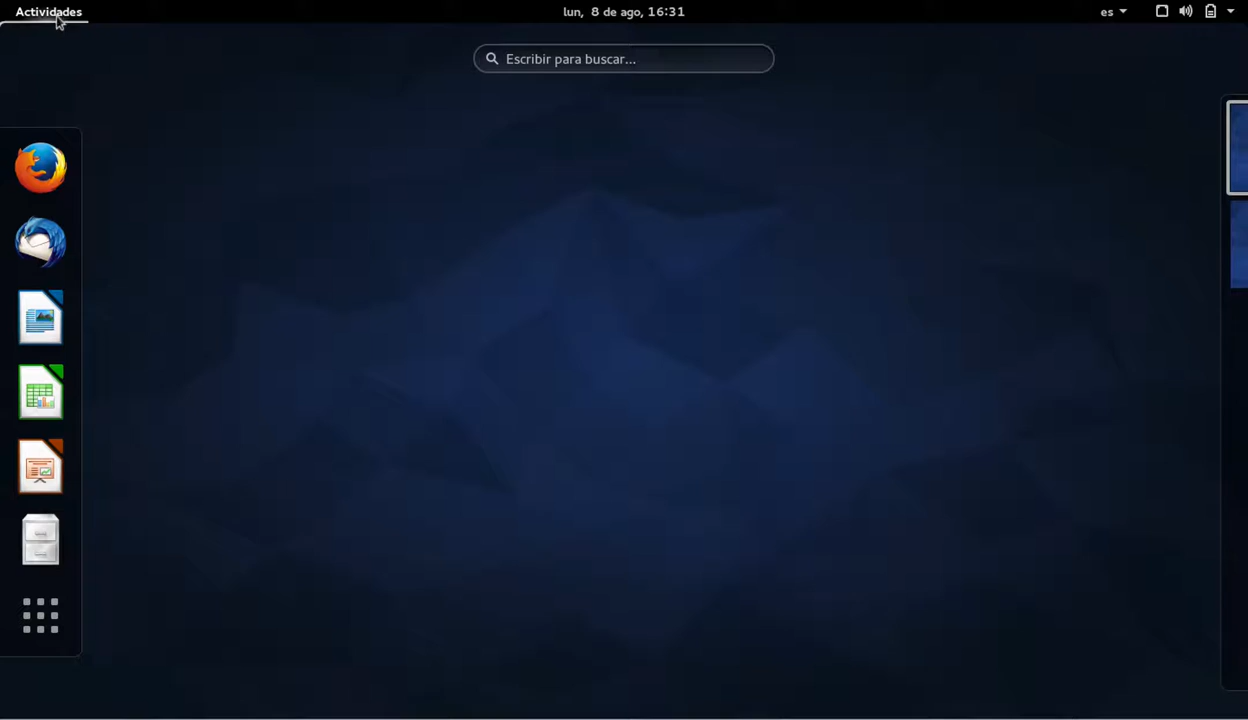 Actividades
lun, 8 de ago, 16:31
es
Escribir para buscar...